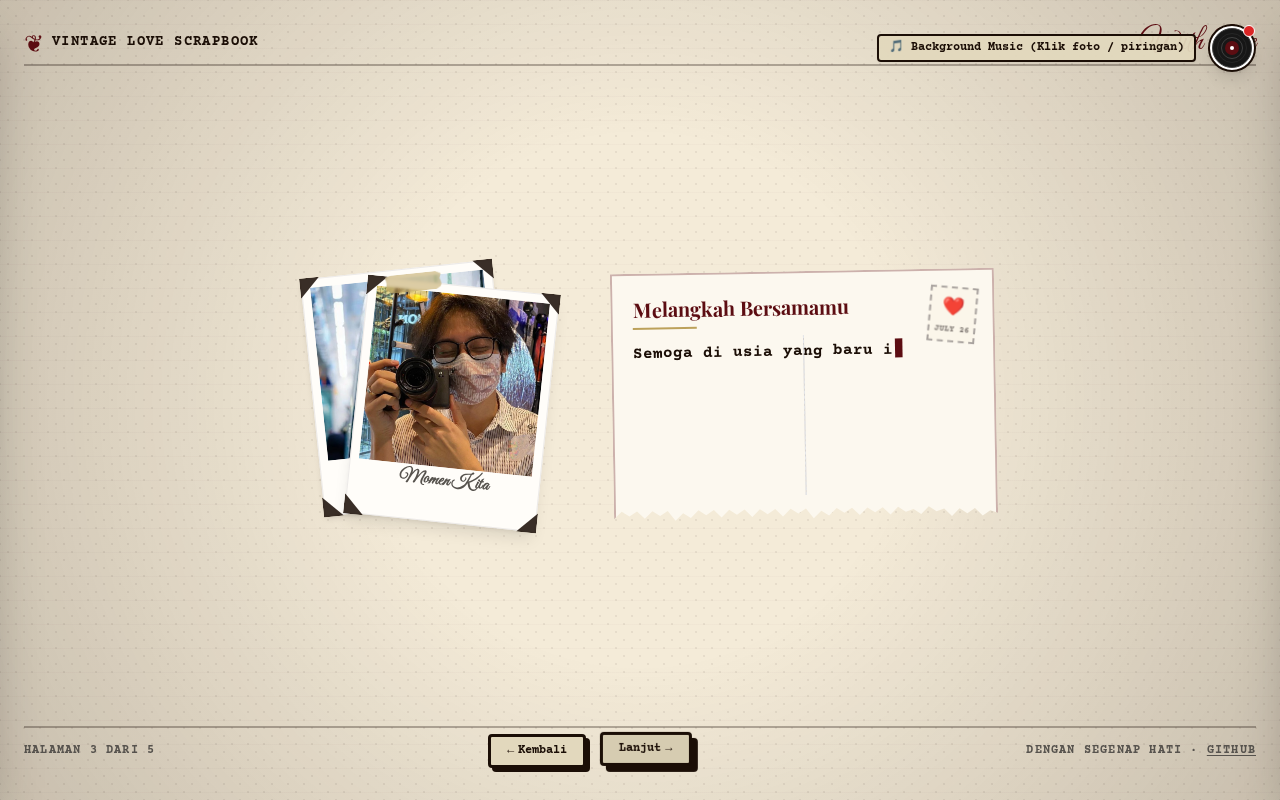 ❦ VINTAGE LOVE SCRAPBOOK
🎵 Background Music (Klik foto / piringan)
Momen Kita
Melangkah Bersamamu
❤️
JULY 26
Semoga di usia yang baru i
HALAMAN 3 DARI 5
← Kembali
Lanjut →
DENGAN SEGENAP HATI · GITHUB